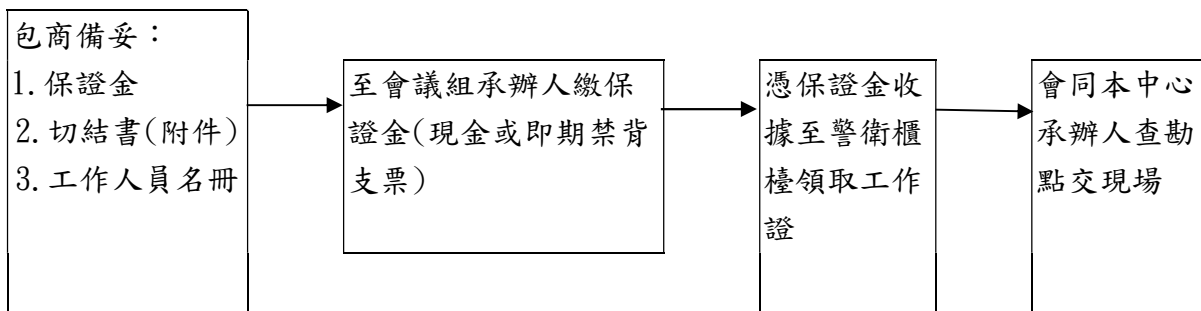 包商備妥：
1.保證金
2.切結書(附件)
3.工作人員名冊
至會議組承辦人繳保
證金(現金或即期禁背
支票)
憑保證金收
據至警衛櫃
檯領取工作
證
會同本中心
承辦人查勘
點交現場